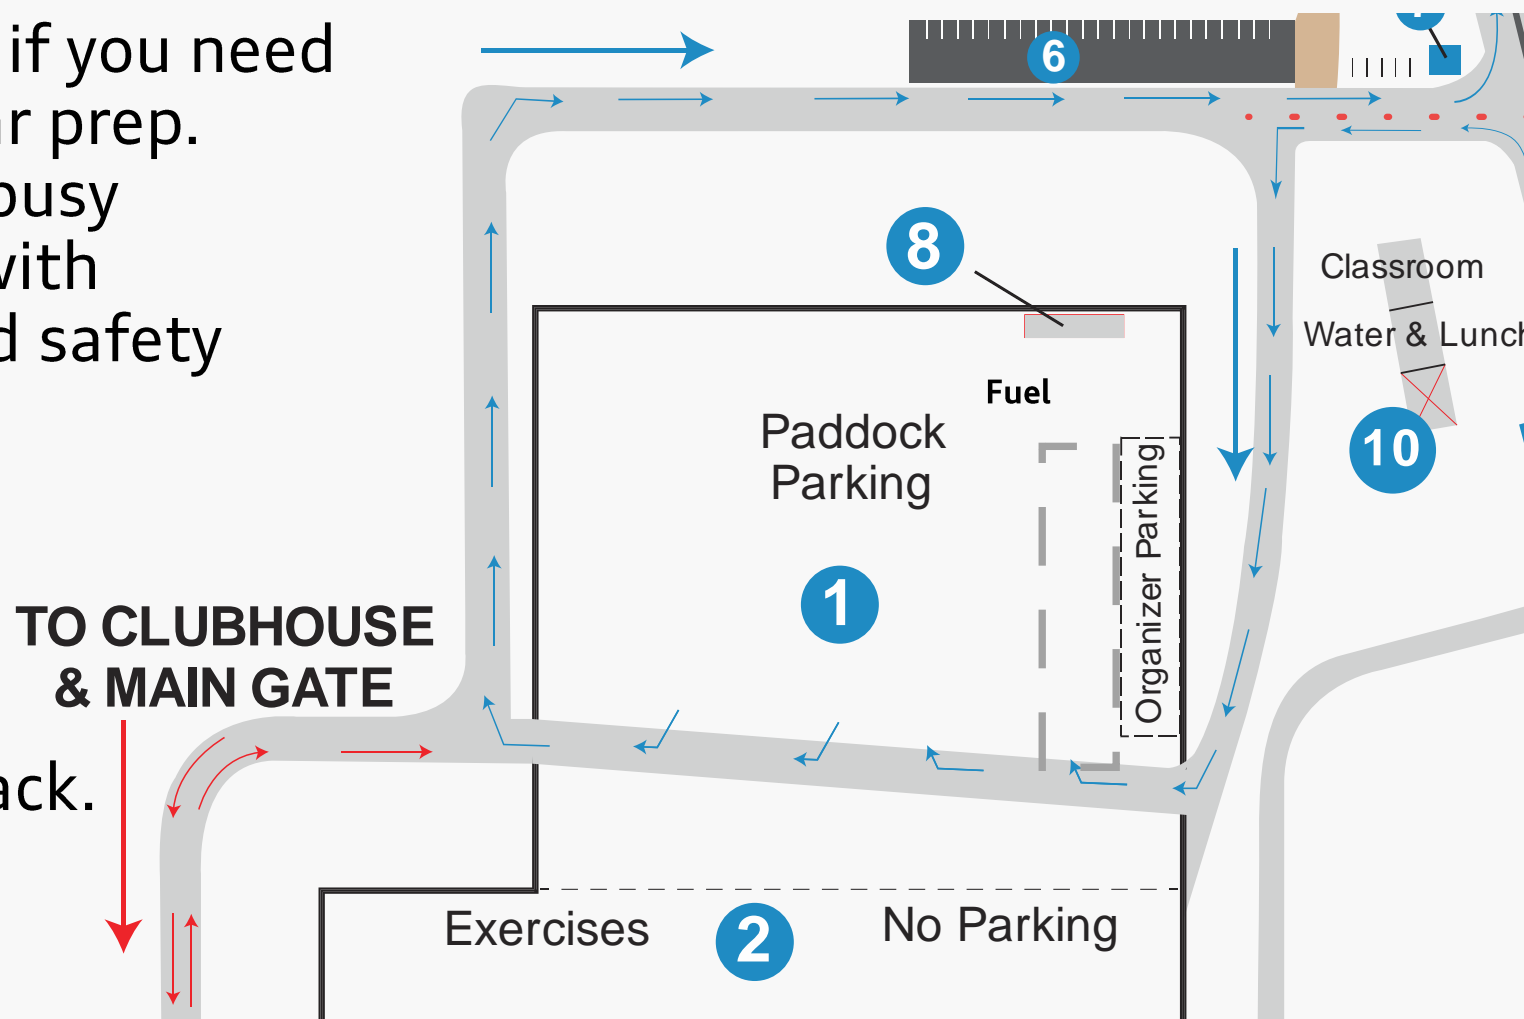 if you need
ar prep.
busy
with
d safety
ack.
6
8
Classroom
Water & Lunch
10
Fuel
Paddock
Parking
1
Organizer Parking
TO CLUBHOUSE
& MAIN GATE
Exercises
2
No Parking